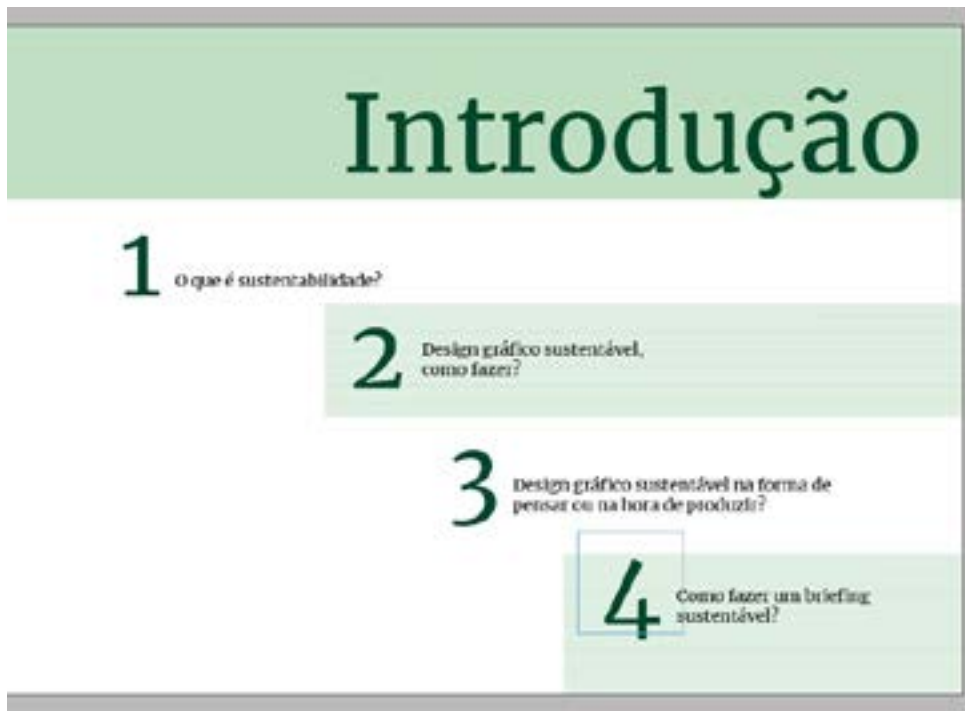 Introdução
1 O que é sustentabilidade?
2 Design gráfico sustentável,
como fazer?
3 Design gráfico sustentável na forma de
pensar ou na hora de produzir?
4 Como fazer um briefing
sustentável?